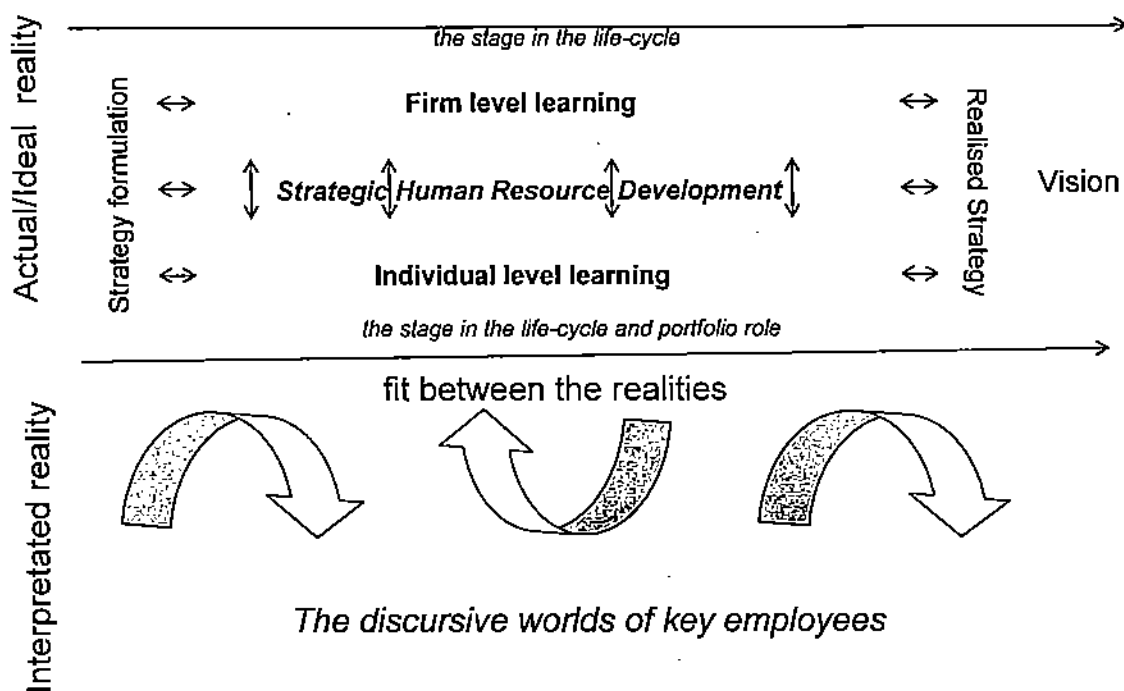 Actual/Ideal reality
the stage in the life-cycle
Strategy formulation
Firm level learning
Strategic Human Resource Development
Individual level learning
Realised Strategy
Vision
the stage in the life-cycle and portfolio role
fit between the realities
Interpretated reality
The discursive worlds of key employees